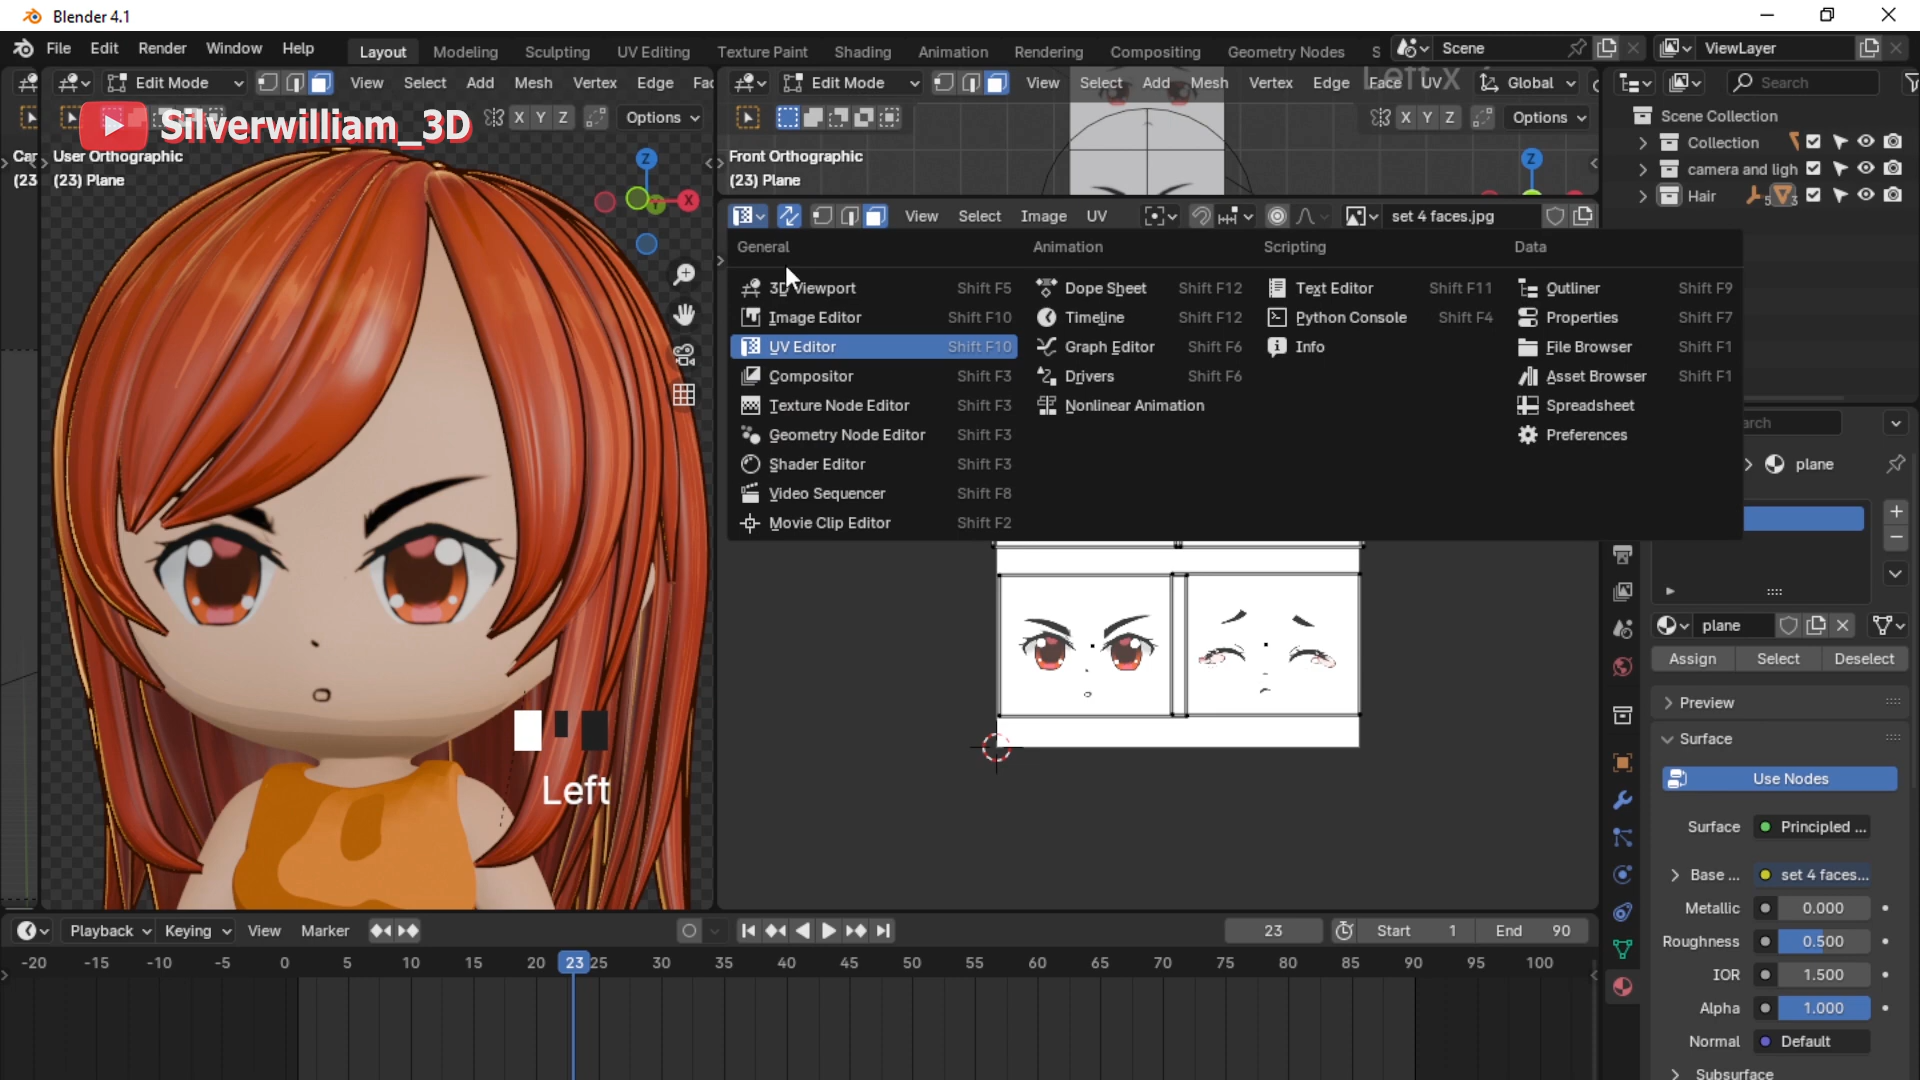 Blender 4.1
File Edit Render Window Help Layout Modeling Sculpting UV Editing Texture Paint Shading Animation Rendering Compositing Geometry Nodes S Scene ViewLayer
Edit Mode View Select Add Mesh Vertex Edge Fac Edit Mode View Select Add Mesh Vertex Edge Face UV Global Search
Left X
Silverwilliam_3D X Y Z Options X Y Z Options
Scene Collection
Collection
camera and ligh
Hair
Car User Orthographic Z X Y
(23 (23) Plane
Front Orthographic Z
(23) Plane
View Select Image UV set 4 faces.jpg
General Animation Scripting Data
3D Viewport Shift F5 Dope Sheet Shift F12 Text Editor Shift F11 Outliner Shift F9
Image Editor Shift F10 Timeline Shift F12 Python Console Shift F4 Properties Shift F7
UV Editor Shift F10 Graph Editor Shift F6 Info File Browser Shift F1
Compositor Shift F3 Drivers Shift F6 Asset Browser Shift F1
Texture Node Editor Shift F3 Nonlinear Animation Spreadsheet
Geometry Node Editor Shift F3 Preferences
Shader Editor Shift F3
Video Sequencer Shift F8
Movie Clip Editor Shift F2
arch
plane
plane
Assign Select Deselect
Preview
Surface
Use Nodes
Surface Principled ...
Base ... set 4 faces...
Metallic 0.000
Roughness 0.500
IOR 1.500
Alpha 1.000
Normal Default
Subsurface
Left
Playback Keying View Marker 23 Start 1 End 90
-20 -15 -10 -5 0 5 10 15 20 23 25 30 35 40 45 50 55 60 65 70 75 80 85 90 95 100